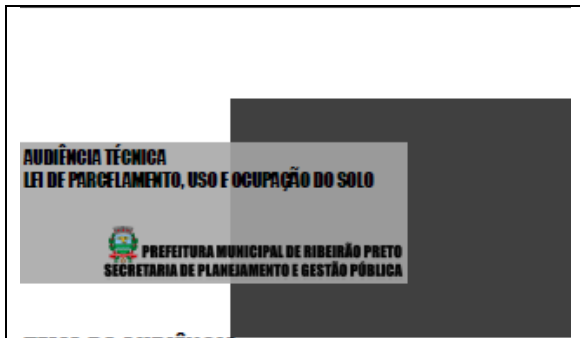 AUDIÊNCIA TÉCNICA
LEI DE PARCELAMENTO, USO E OCUPAÇÃO DO SOLO
PREFEITURA MUNICIPAL DE RIBEIRÃO PRETO
SECRETARIA DE PLANEJAMENTO E GESTÃO PÚBLICA